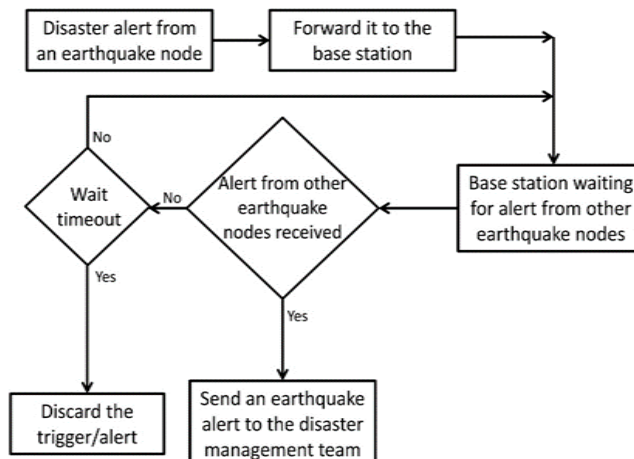 Disaster alert from
an earthquake node
Forward it to the
base station
No
Wait
timeout
No
Alert from other
earthquake
nodes received
Base station waiting
for alert from other
earthquake nodes
Yes
Yes
Discard the
trigger/alert
Send an earthquake
alert to the disaster
management team